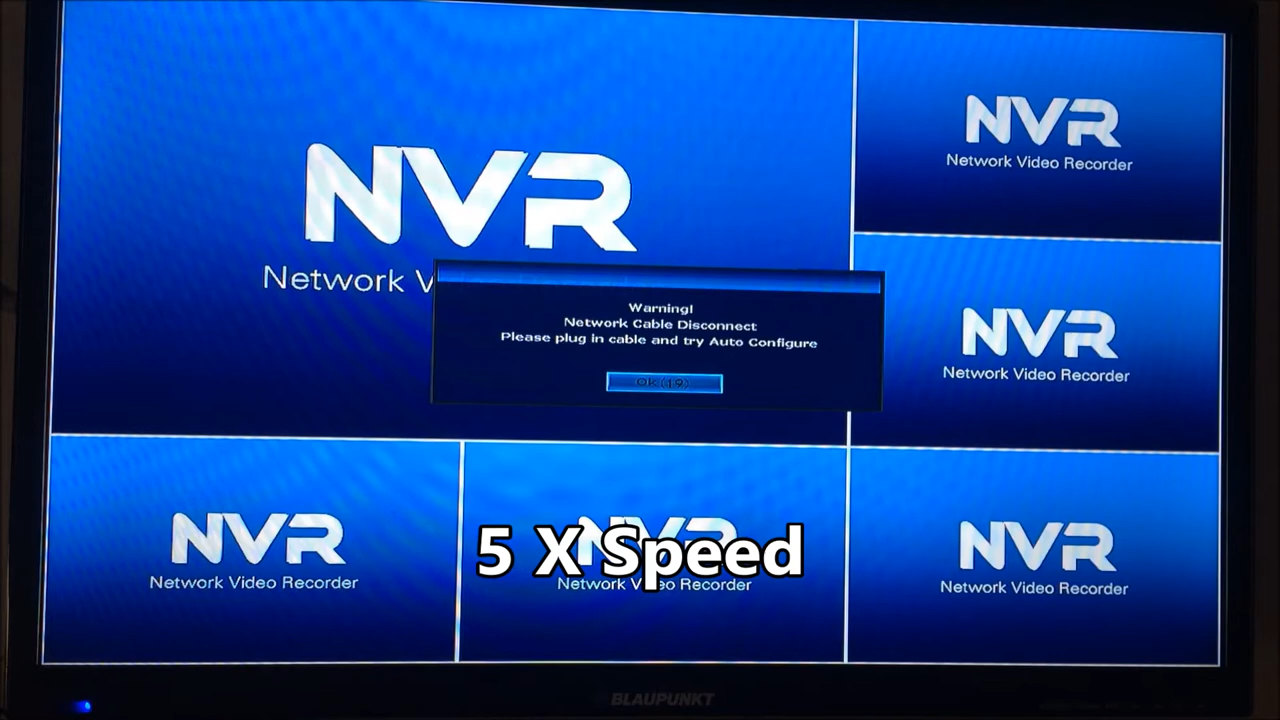 NVR
Network V
NVR
Network Video Recorder
Warning!
Network Cable Disconnect
Please plug in cable and try Auto Configure
Ok (19)
NVR
Network Video Recorder
NVR
Network Video Recorder
NVR
Network Video Recorder
5 X Speed
NVR
Network Video Recorder
BLAUPUNKT